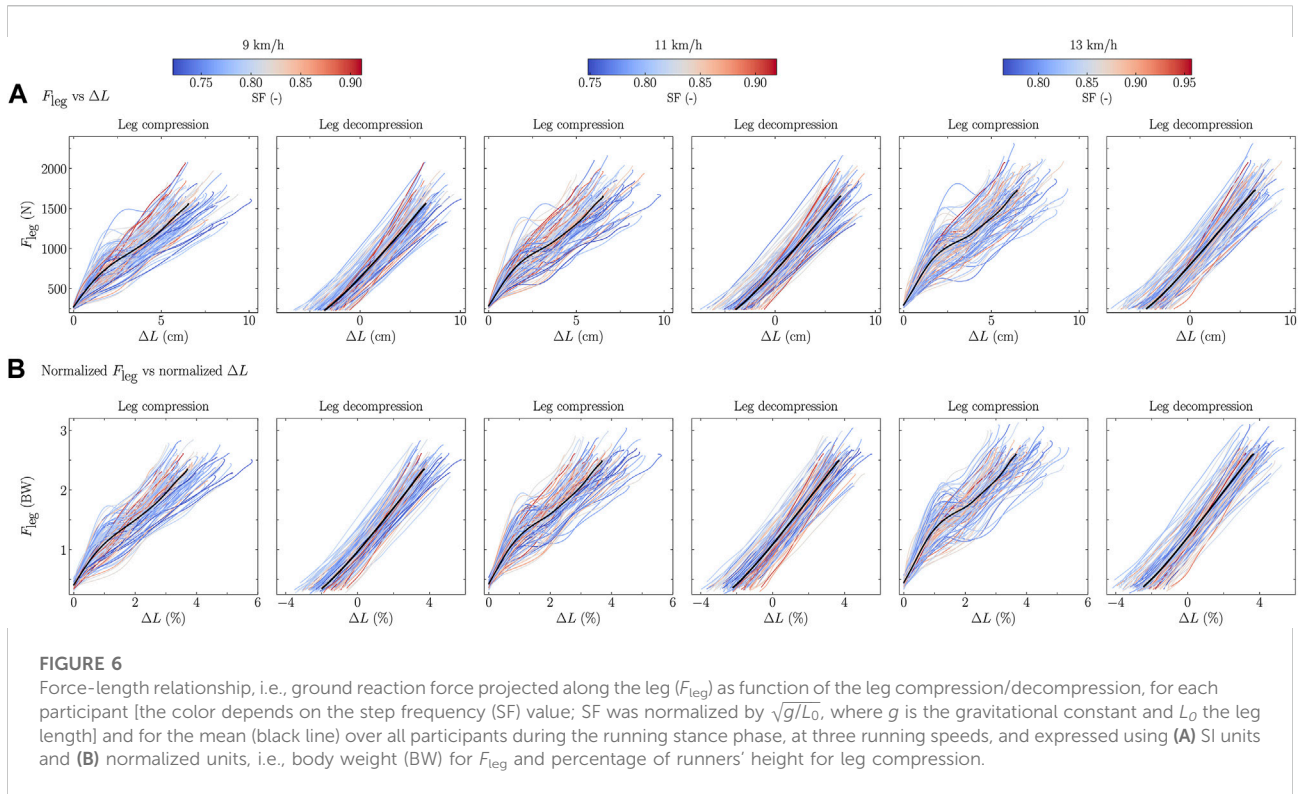 9 km/h 11 km/h 13 km/h
0.75 0.80 0.85 0.90 0.75 0.80 0.85 0.90 0.80 0.85 0.90 0.95
SF (-) SF (-) SF (-)
A F_leg vs ΔL
Leg compression Leg decompression Leg compression Leg decompression Leg compression Leg decompression
2000
1500
1000
500
F_leg (N)
0 5 10 0 5 10 0 5 10 0 5 10 0 5 10 0 5 10
ΔL (cm) ΔL (cm) ΔL (cm) ΔL (cm) ΔL (cm) ΔL (cm)
B Normalized F_leg vs normalized ΔL
Leg compression Leg decompression Leg compression Leg decompression Leg compression Leg decompression
3
2
1
F_leg (BW)
0 2 4 6 −4 0 4 0 2 4 6 −4 0 4 0 2 4 6 −4 0 4
ΔL (%) ΔL (%) ΔL (%) ΔL (%) ΔL (%) ΔL (%)
FIGURE 6
Force-length relationship, i.e., ground reaction force projected along the leg (F_leg) as function of the leg compression/decompression, for each
participant [the color depends on the step frequency (SF) value; SF was normalized by √g/L₀, where g is the gravitational constant and L₀ the leg
length] and for the mean (black line) over all participants during the running stance phase, at three running speeds, and expressed using (A) SI units
and (B) normalized units, i.e., body weight (BW) for F_leg and percentage of runners' height for leg compression.